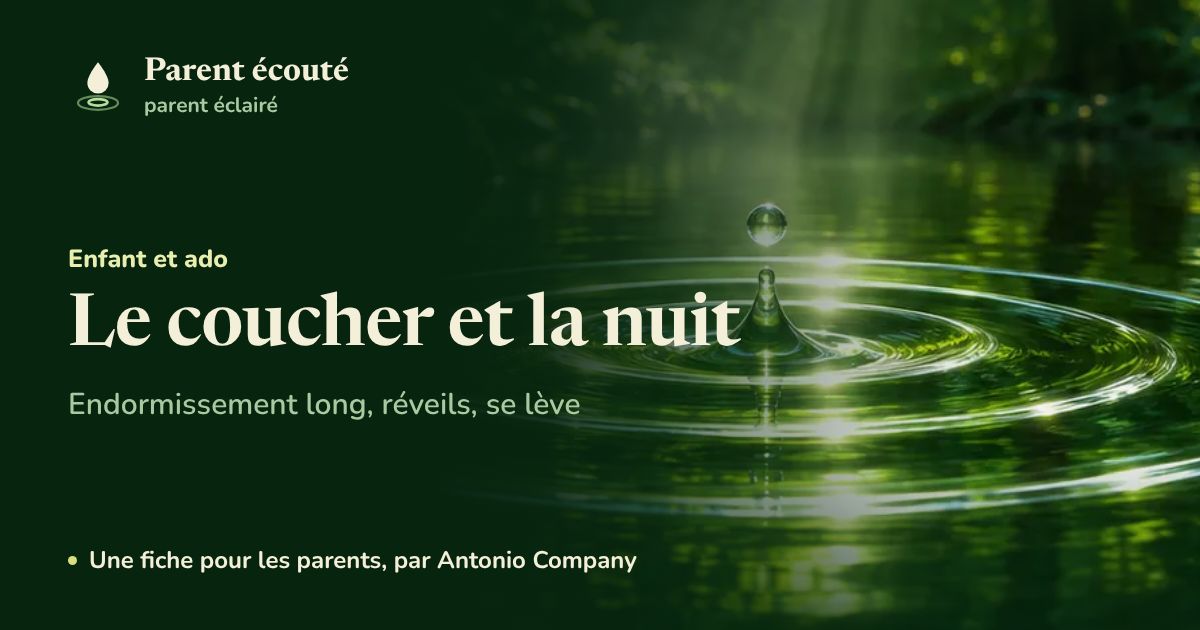 Parent écouté
parent éclairé
Enfant et ado
Le coucher et la nuit
Endormissement long, réveils, se lève
Une fiche pour les parents, par Antonio Company